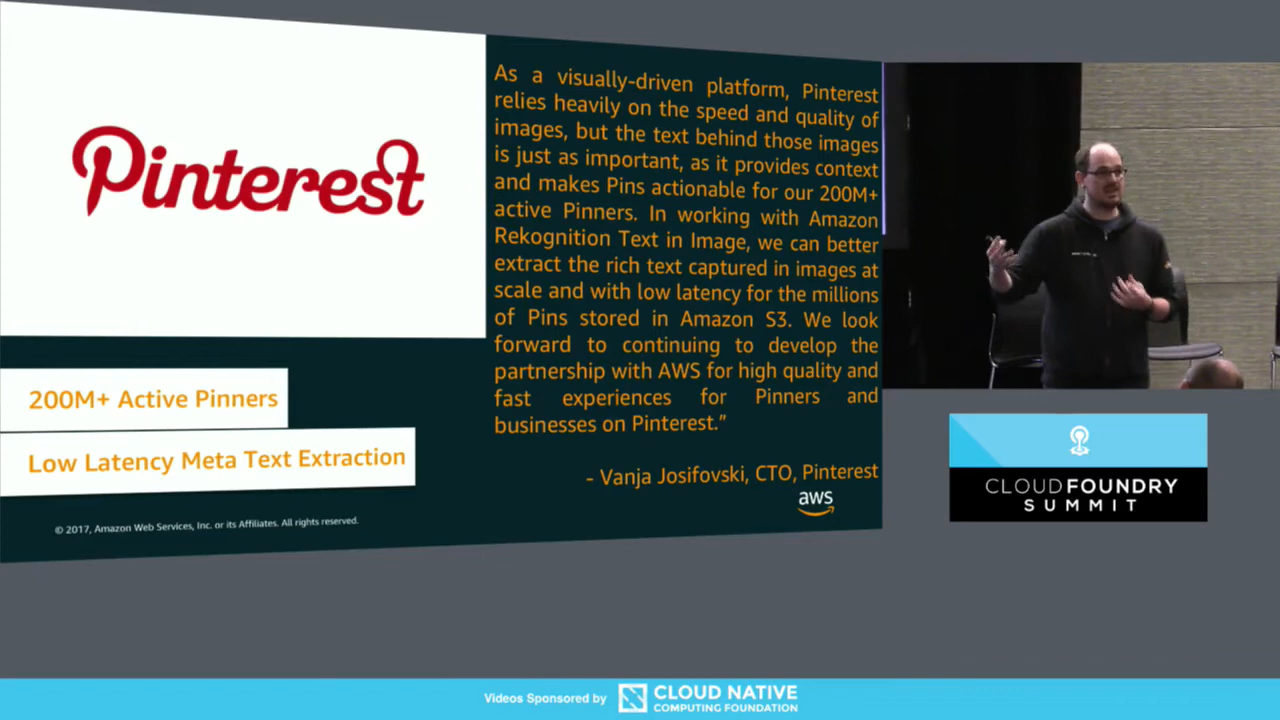 Pinterest
200M+ Active Pinners
Low Latency Meta Text Extraction
© 2017, Amazon Web Services, Inc. or its Affiliates. All rights reserved.
As a visually-driven platform, Pinterest
relies heavily on the speed and quality of
images, but the text behind those images
is just as important, as it provides context
and makes Pins actionable for our 200M+
active Pinners. In working with Amazon
Rekognition Text in Image, we can better
extract the rich text captured in images at
scale and with low latency for the millions
of Pins stored in Amazon S3. We look
forward to continuing to develop the
partnership with AWS for high quality and
fast experiences for Pinners and
businesses on Pinterest.”
- Vanja Josifovski, CTO, Pinterest
aws
CLOUDFOUNDRY
SUMMIT
Videos Sponsored by
CLOUD NATIVE
COMPUTING FOUNDATION